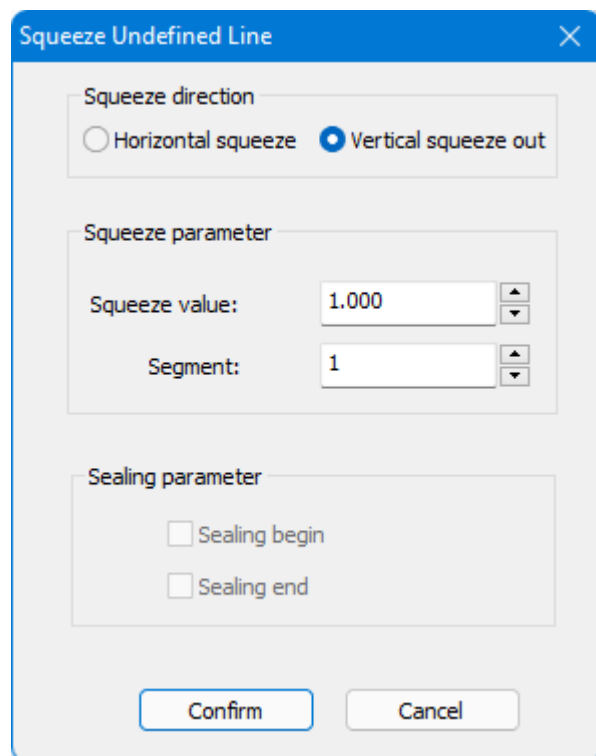 Squeeze Undefined Line
Squeeze direction
Horizontal squeeze Vertical squeeze out
Squeeze parameter
Squeeze value: 1.000
Segment: 1
Sealing parameter
Sealing begin
Sealing end
Confirm Cancel